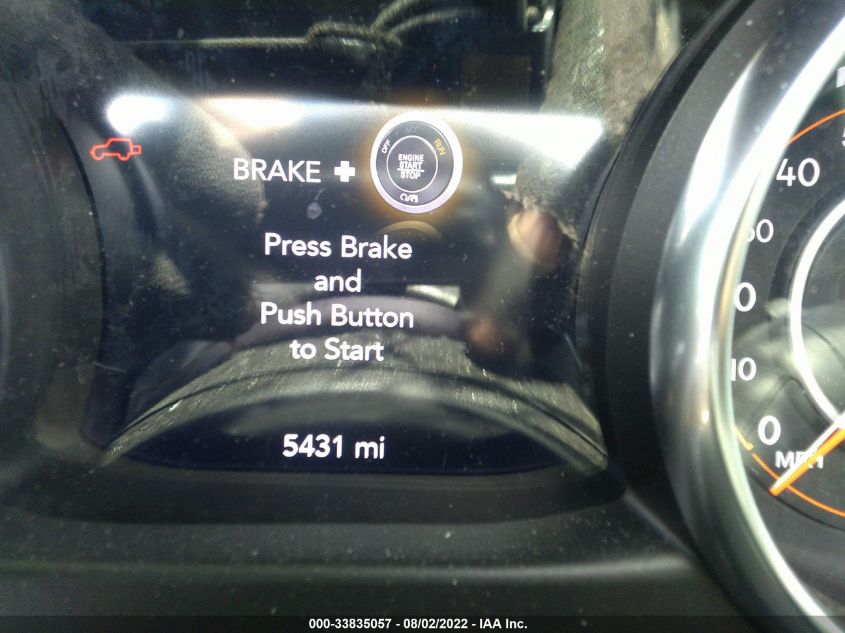 BRAKE +
OFF
ACC
RUN
ENGINE
START
STOP
Press Brake
and
Push Button
to Start
5431 mi
40
10
0
000-33835057 - 08/02/2022 - IAA Inc.